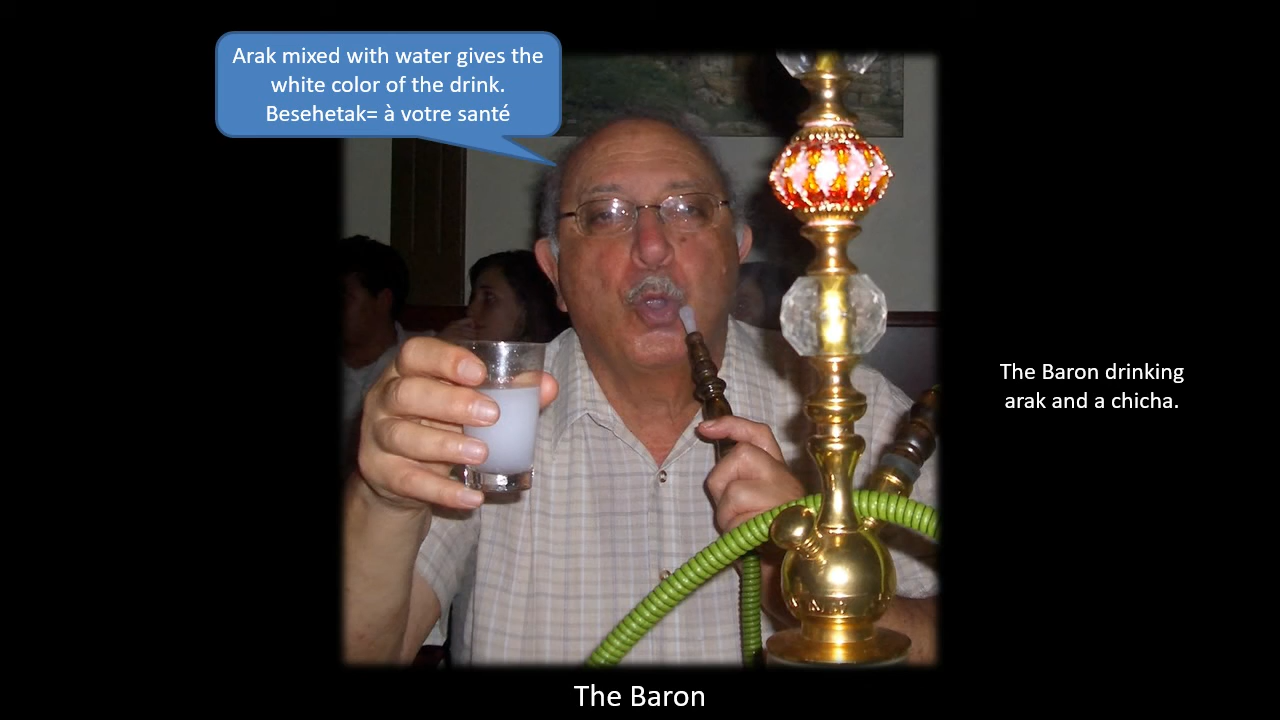 Arak mixed with water gives the
white color of the drink.
Besehetak= à votre santé
The Baron drinking
arak and a chicha.
The Baron